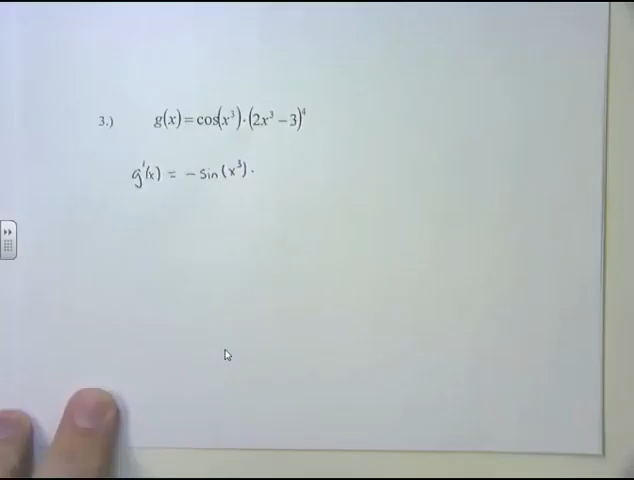 3.) g(x) = cos(x³)·(2x³ − 3)⁴
g'(x) = −sin(x³)·